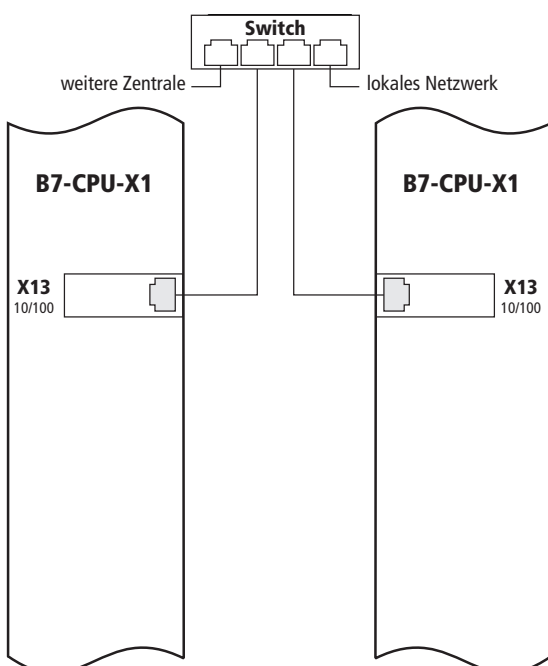 Switch
weitere Zentrale
lokales Netzwerk
B7-CPU-X1
B7-CPU-X1
X13
10/100
X13
10/100